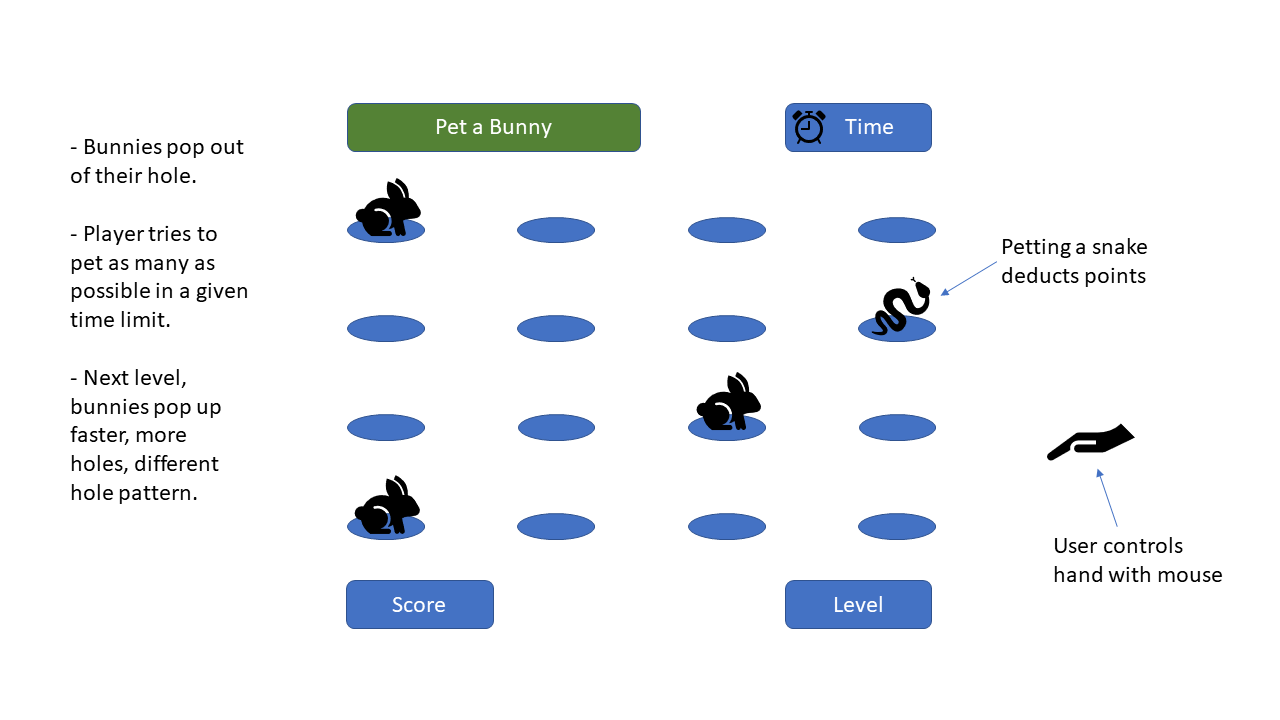 Pet a Bunny
Time
- Bunnies pop out
of their hole.
- Player tries to
pet as many as
possible in a given
time limit.
- Next level,
bunnies pop up
faster, more
holes, different
hole pattern.
Petting a snake
deducts points
User controls
hand with mouse
Score
Level